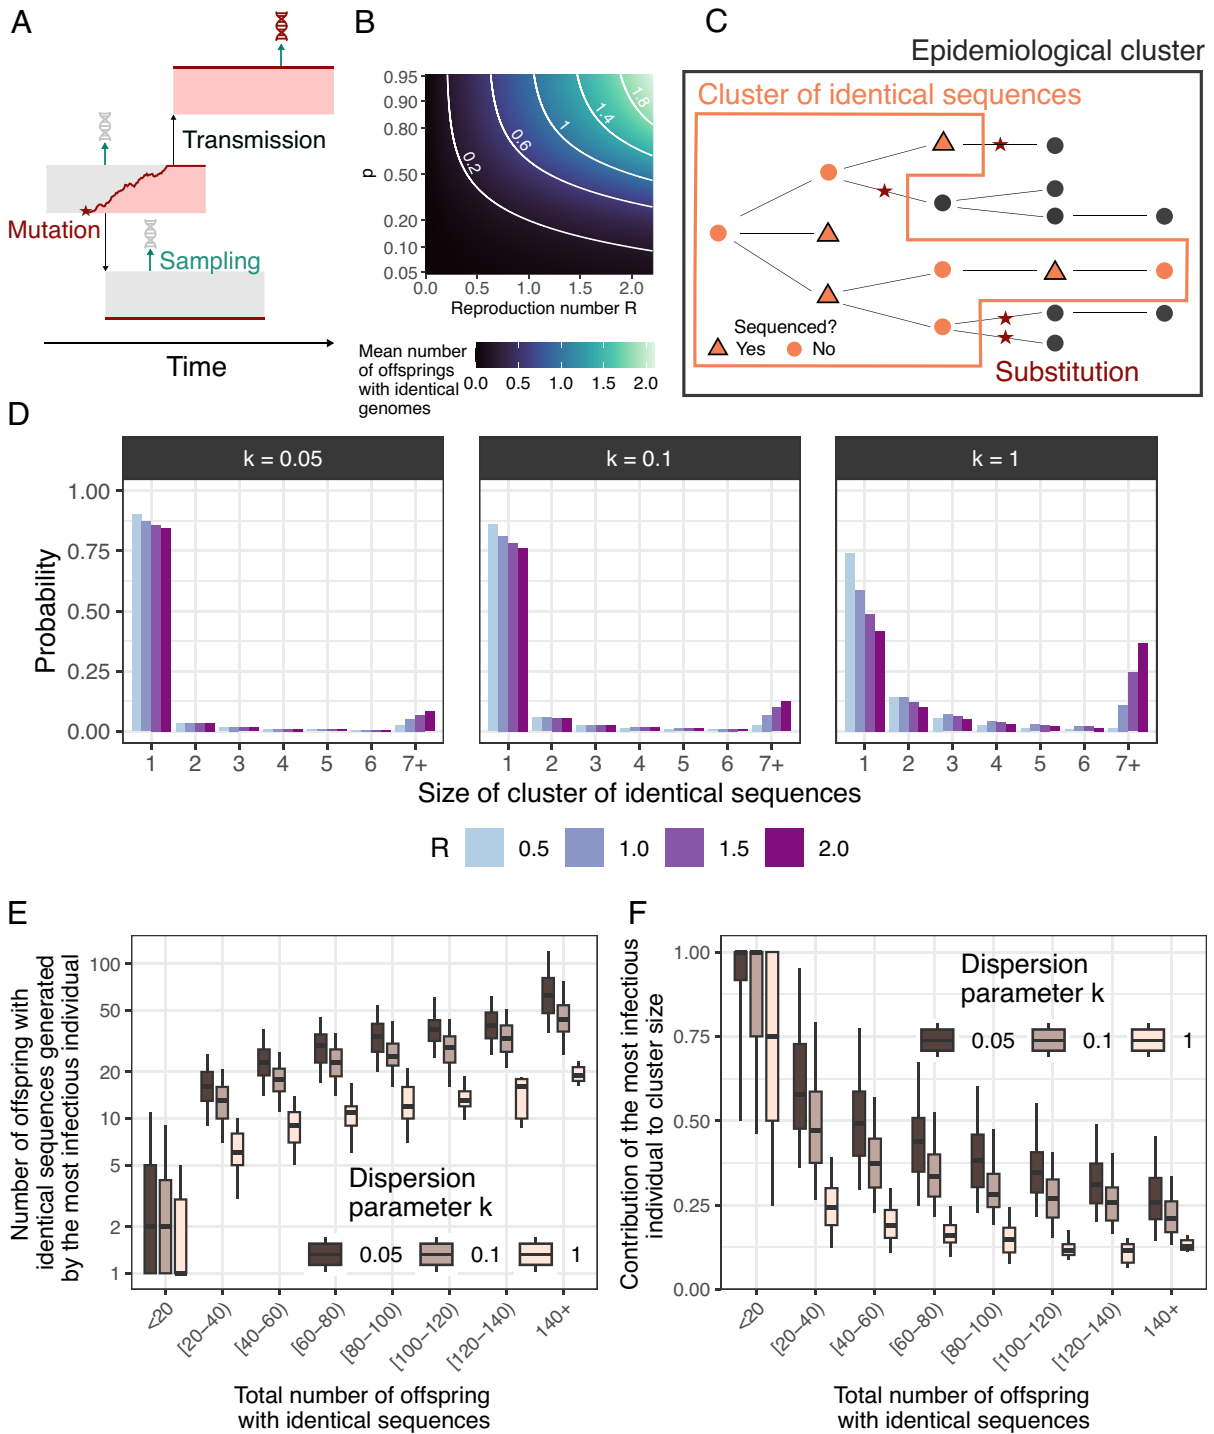 A
Transmission
Mutation
Sampling
Time
B
p
0.95
0.90
0.80
0.50
0.20
0.10
0.05
0.2
0.6
1
1.4
1.8
0.0 0.5 1.0 1.5 2.0
Reproduction number R
Mean number
of offsprings
with identical
genomes
0.0 0.5 1.0 1.5 2.0
C
Epidemiological cluster
Cluster of identical sequences
Sequenced?
Yes No
Substitution
D
k = 0.05 k = 0.1 k = 1
Probability
1.00
0.75
0.50
0.25
0.00
1 2 3 4 5 6 7+ 1 2 3 4 5 6 7+ 1 2 3 4 5 6 7+
Size of cluster of identical sequences
R 0.5 1.0 1.5 2.0
E
Number of offspring with
identical sequences generated
by the most infectious individual
100
50
20
10
5
2
1
Dispersion
parameter k
0.05 0.1 1
<20 [20−40) [40−60) [60−80) [80−100) [100−120) [120−140) 140+
Total number of offspring
with identical sequences
F
Contribution of the most infectious
individual to cluster size
1.00
0.75
0.50
0.25
0.00
Dispersion
parameter k
0.05 0.1 1
<20 [20−40) [40−60) [60−80) [80−100) [100−120) [120−140) 140+
Total number of offspring
with identical sequences